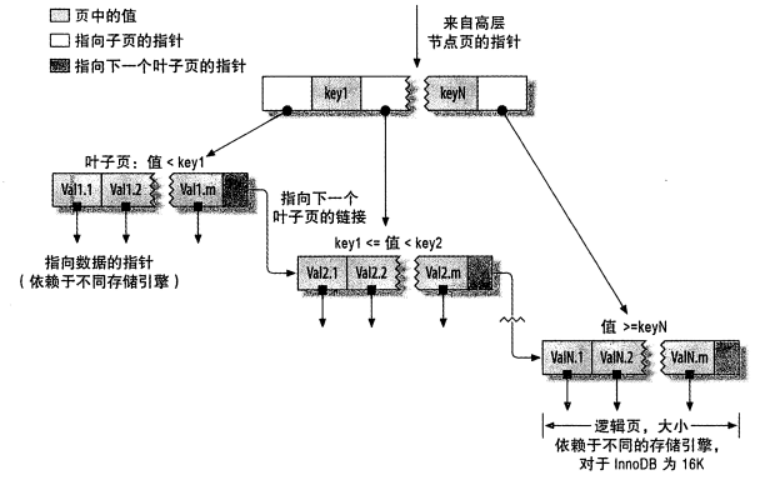 页中的值
指向子页的指针
指向下一个叶子页的指针
来自高层
节点页的指针
key1
keyN
叶子页：值 < key1
Val1.1
Val1.2
Val1.m
指向下一个
叶子页的链接
指向数据的指针
（依赖于不同存储引擎）
key1 <= 值 < key2
Val2.1
Val2.2
Val2.m
值 >=keyN
ValN.1
ValN.2
ValN.m
逻辑页，大小
依赖于不同的存储引擎，
对于 InnoDB 为 16K